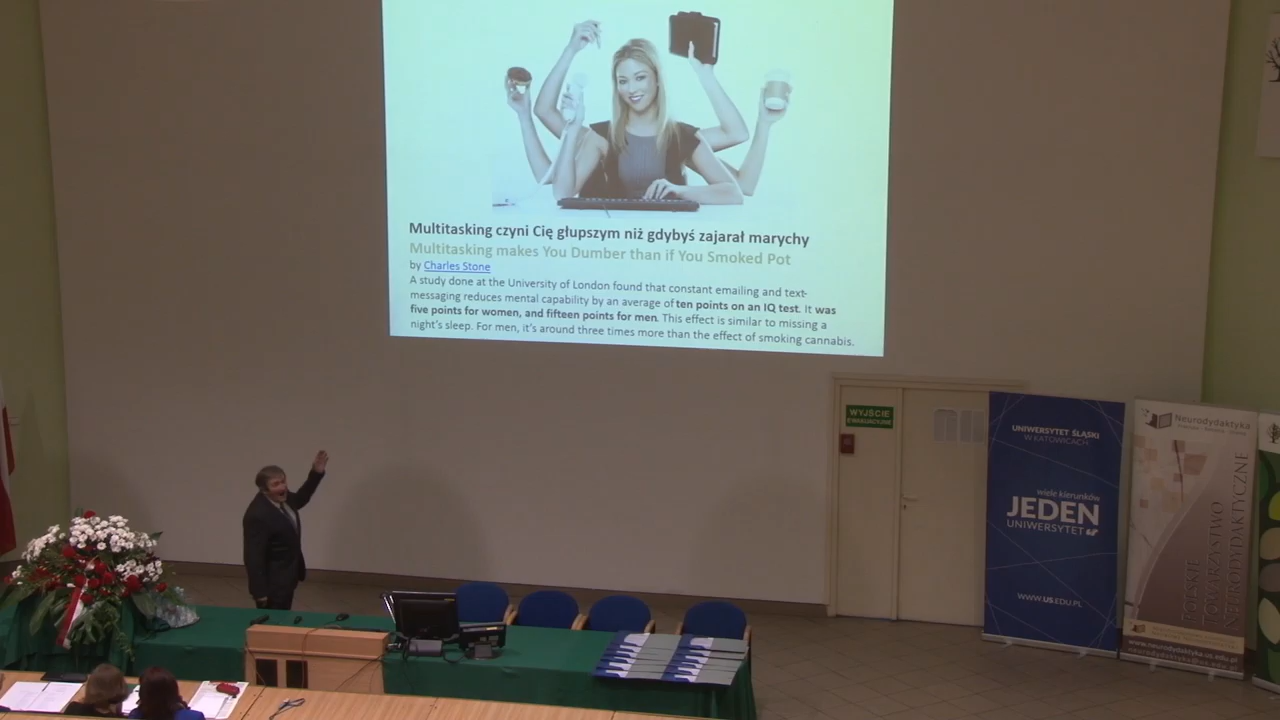 Multitasking czyni Cię głupszym niż gdybyś zajarał marychy
Multitasking makes You Dumber than if You Smoked Pot
by Charles Stone
A study done at the University of London found that constant emailing and text-
messaging reduces mental capability by an average of ten points on an IQ test. It was
five points for women, and fifteen points for men. This effect is similar to missing a
night's sleep. For men, it's around three times more than the effect of smoking cannabis.
WYJŚCIE
EWAKUACYJNE
UNIWERSYTET ŚLĄSKI
W KATOWICACH
wiele kierunków
JEDEN
UNIWERSYTET
WWW.US.EDU.PL
Neurodydaktyka
POLSKIE
TOWARZYSTWO
NEURODYDAKTYCZNE
www.neurodydaktyka.us.edu.pl
neurodydaktyka@us.edu.pl